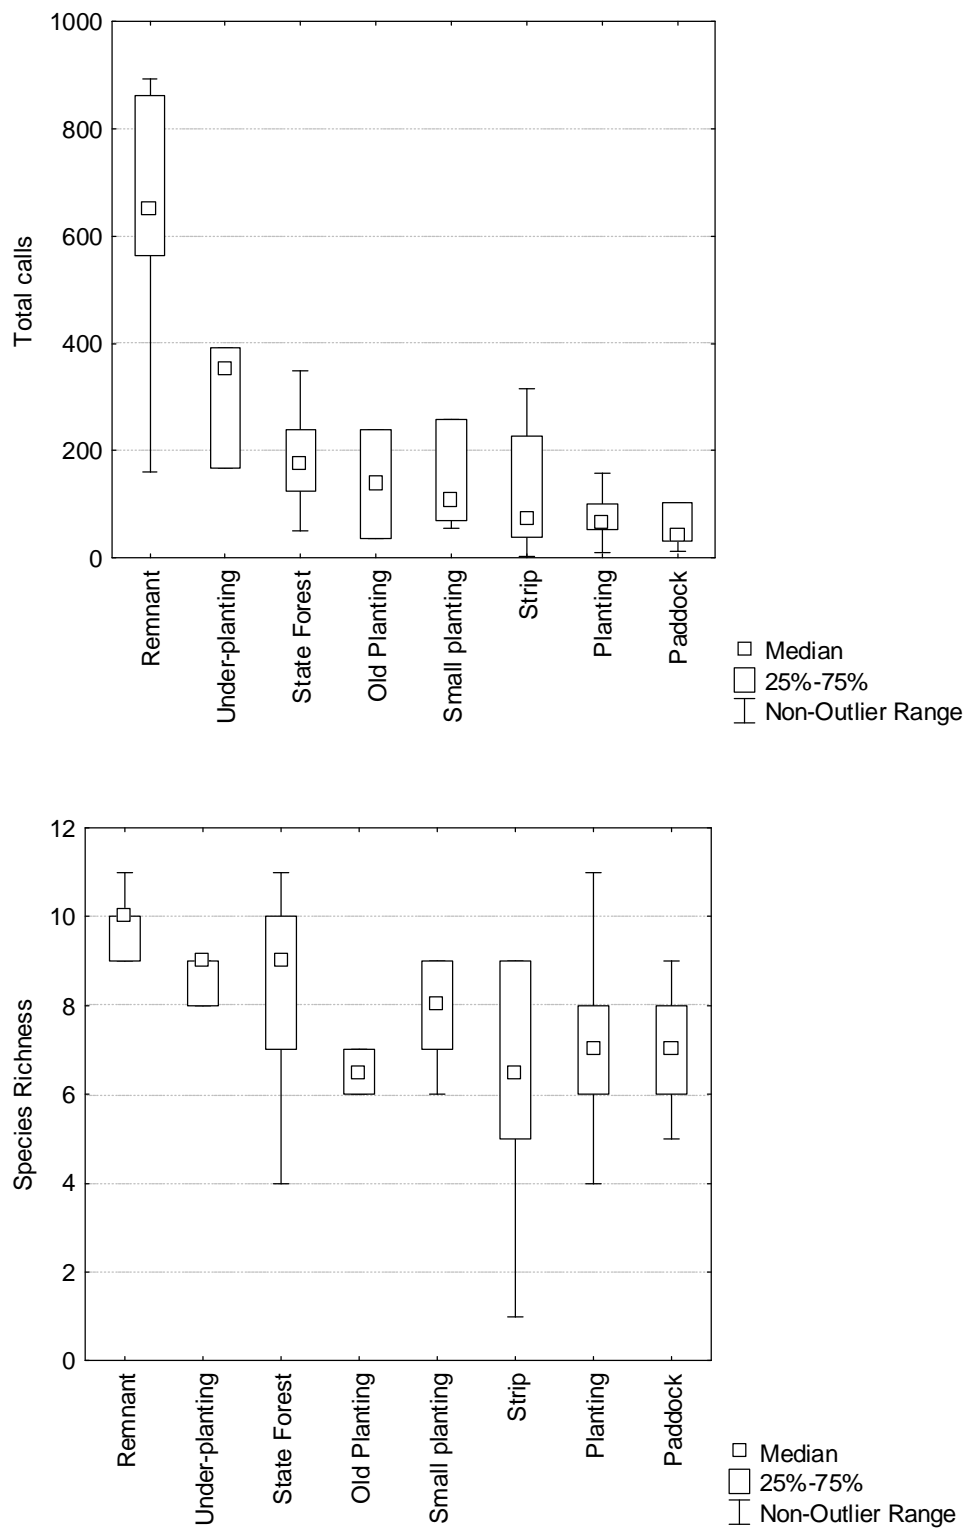 1000
800
600
400
200
0
Total calls
Remnant
Under-planting
State Forest
Old Planting
Small planting
Strip
Planting
Paddock
Median
25%-75%
Non-Outlier Range
12
10
8
6
4
2
0
Species Richness
Remnant
Under-planting
State Forest
Old Planting
Small planting
Strip
Planting
Paddock
Median
25%-75%
Non-Outlier Range